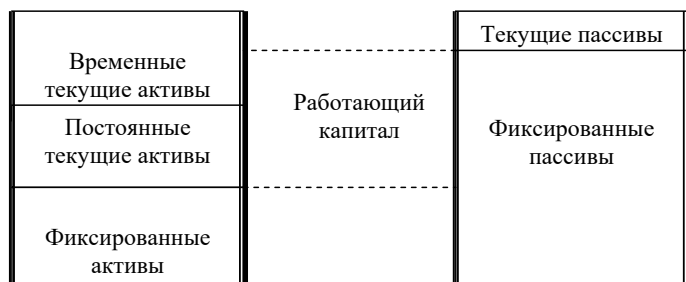 Временные
текущие активы
Постоянные
текущие активы
Фиксированные
активы
Работающий
капитал
Текущие пассивы
Фиксированные
пассивы